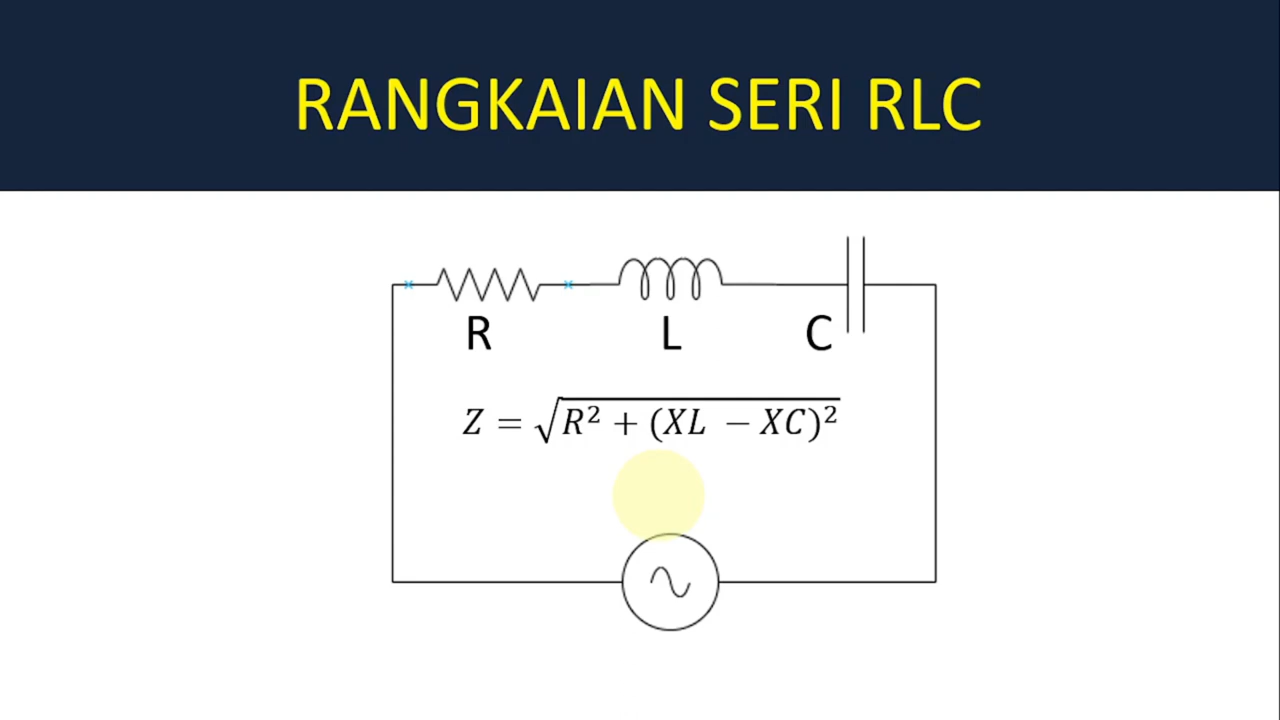 RANGKAIAN SERI RLC
R L C
Z = √R² + (XL − XC)²